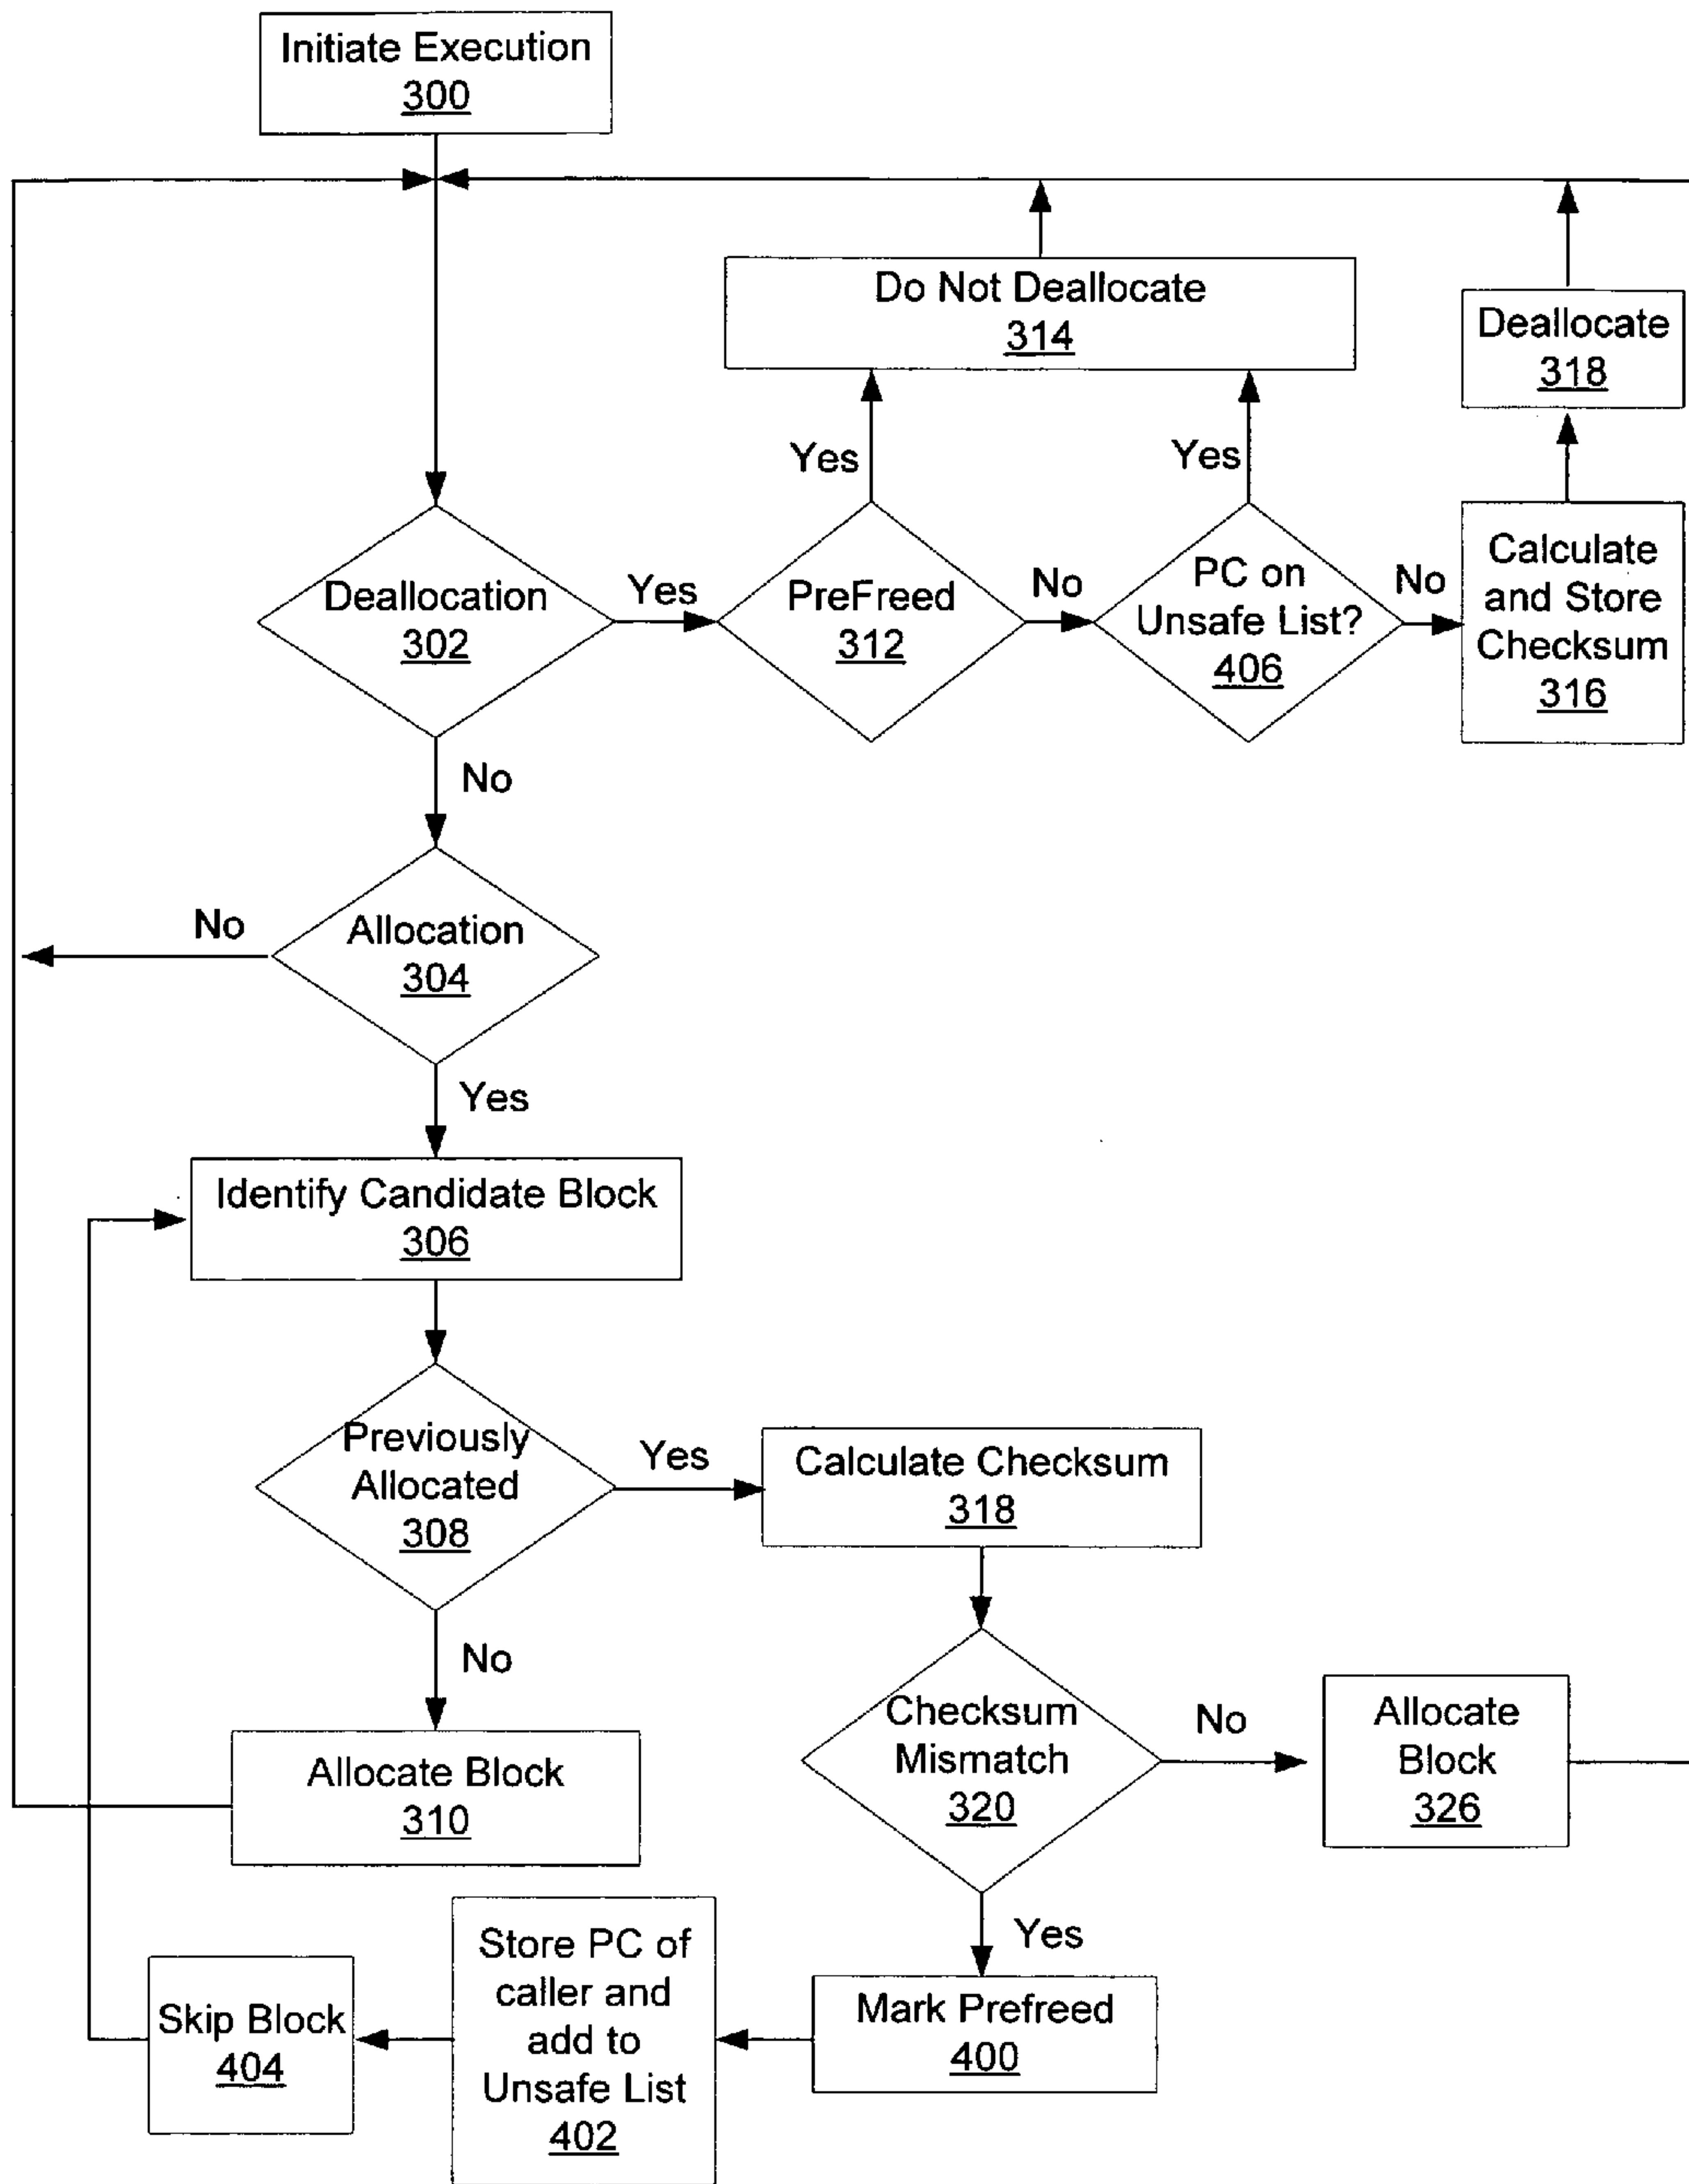 Initiate Execution
300
Do Not Deallocate
314
Deallocate
318
Yes
Yes
Deallocation
302
Yes
PreFreed
312
No
PC on
Unsafe List?
406
No
Calculate
and Store
Checksum
316
No
No
Allocation
304
Yes
Identify Candidate Block
306
Previously
Allocated
308
Yes
Calculate Checksum
318
No
Checksum
Mismatch
320
No
Allocate
Block
326
Allocate Block
310
Yes
Skip Block
404
Store PC of
caller and
add to
Unsafe List
402
Mark Prefreed
400